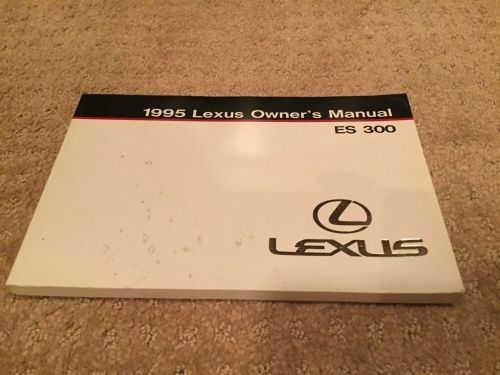 1995 Lexus Owner's Manual
ES 300
LEXUS